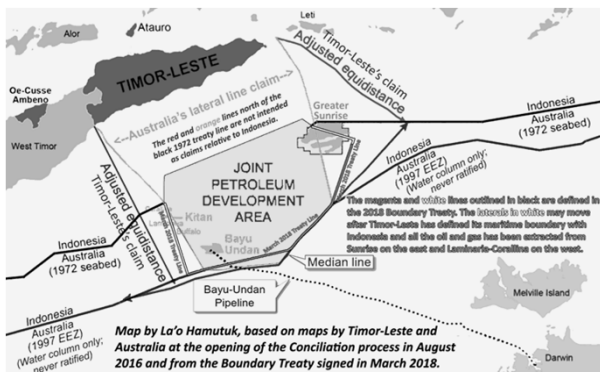 Alor
Atauro
Leti
TIMOR-LESTE
Oe-Cusse
Ambeno
West Timor
Timor-Leste's claim
Adjusted equidistance
<--Australia's lateral line claim-->
The red and orange lines north of the
black 1972 treaty line are not intended
as claims relative to Indonesia.
Greater
Sunrise
Indonesia
Australia
(1972 seabed)
Indonesia
Australia
(1997 EEZ)
(Water column only;
never ratified)
JOINT
PETROLEUM
DEVELOPMENT
AREA
March 2018 Treaty Line
The magenta and white lines outlined in black are defined
in the 2018 Boundary Treaty. The laterals in white may move
after Timor-Leste has defined its maritime boundary with
Indonesia and all the oil and gas has been extracted from
Sunrise on the east and Laminaria-Corallina on the west.
Adjusted equidistance
Timor-Leste's claim
March 2018 Treaty Line
Kitan
Bayu
Undan
March 2018 Treaty Line
Median line
Indonesia
Australia
(1972 seabed)
Bayu-Undan
Pipeline
Melville Island
Indonesia
Australia
(1997 EEZ)
(Water column only;
never ratified)
Map by La'o Hamutuk, based on maps by Timor-Leste and
Australia at the opening of the Conciliation process in August
2016 and from the Boundary Treaty signed in March 2018.
Darwin